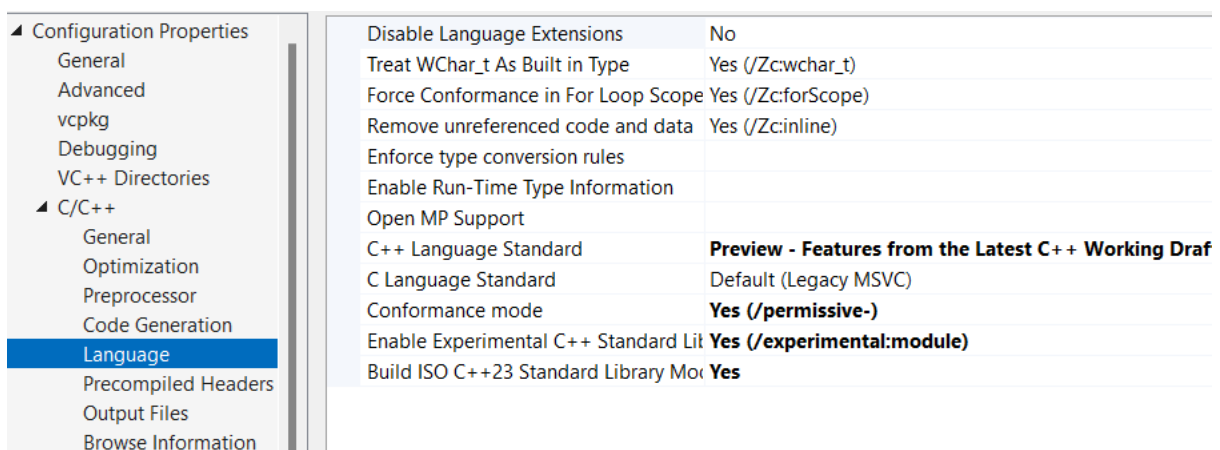 Configuration Properties
General
Advanced
vcpkg
Debugging
VC++ Directories
C/C++
General
Optimization
Preprocessor
Code Generation
Language
Precompiled Headers
Output Files
Browse Information
Disable Language Extensions No
Treat WChar_t As Built in Type Yes (/Zc:wchar_t)
Force Conformance in For Loop Scope Yes (/Zc:forScope)
Remove unreferenced code and data Yes (/Zc:inline)
Enforce type conversion rules
Enable Run-Time Type Information
Open MP Support
C++ Language Standard Preview - Features from the Latest C++ Working Draf
C Language Standard Default (Legacy MSVC)
Conformance mode Yes (/permissive-)
Enable Experimental C++ Standard Lib Yes (/experimental:module)
Build ISO C++23 Standard Library Mod Yes